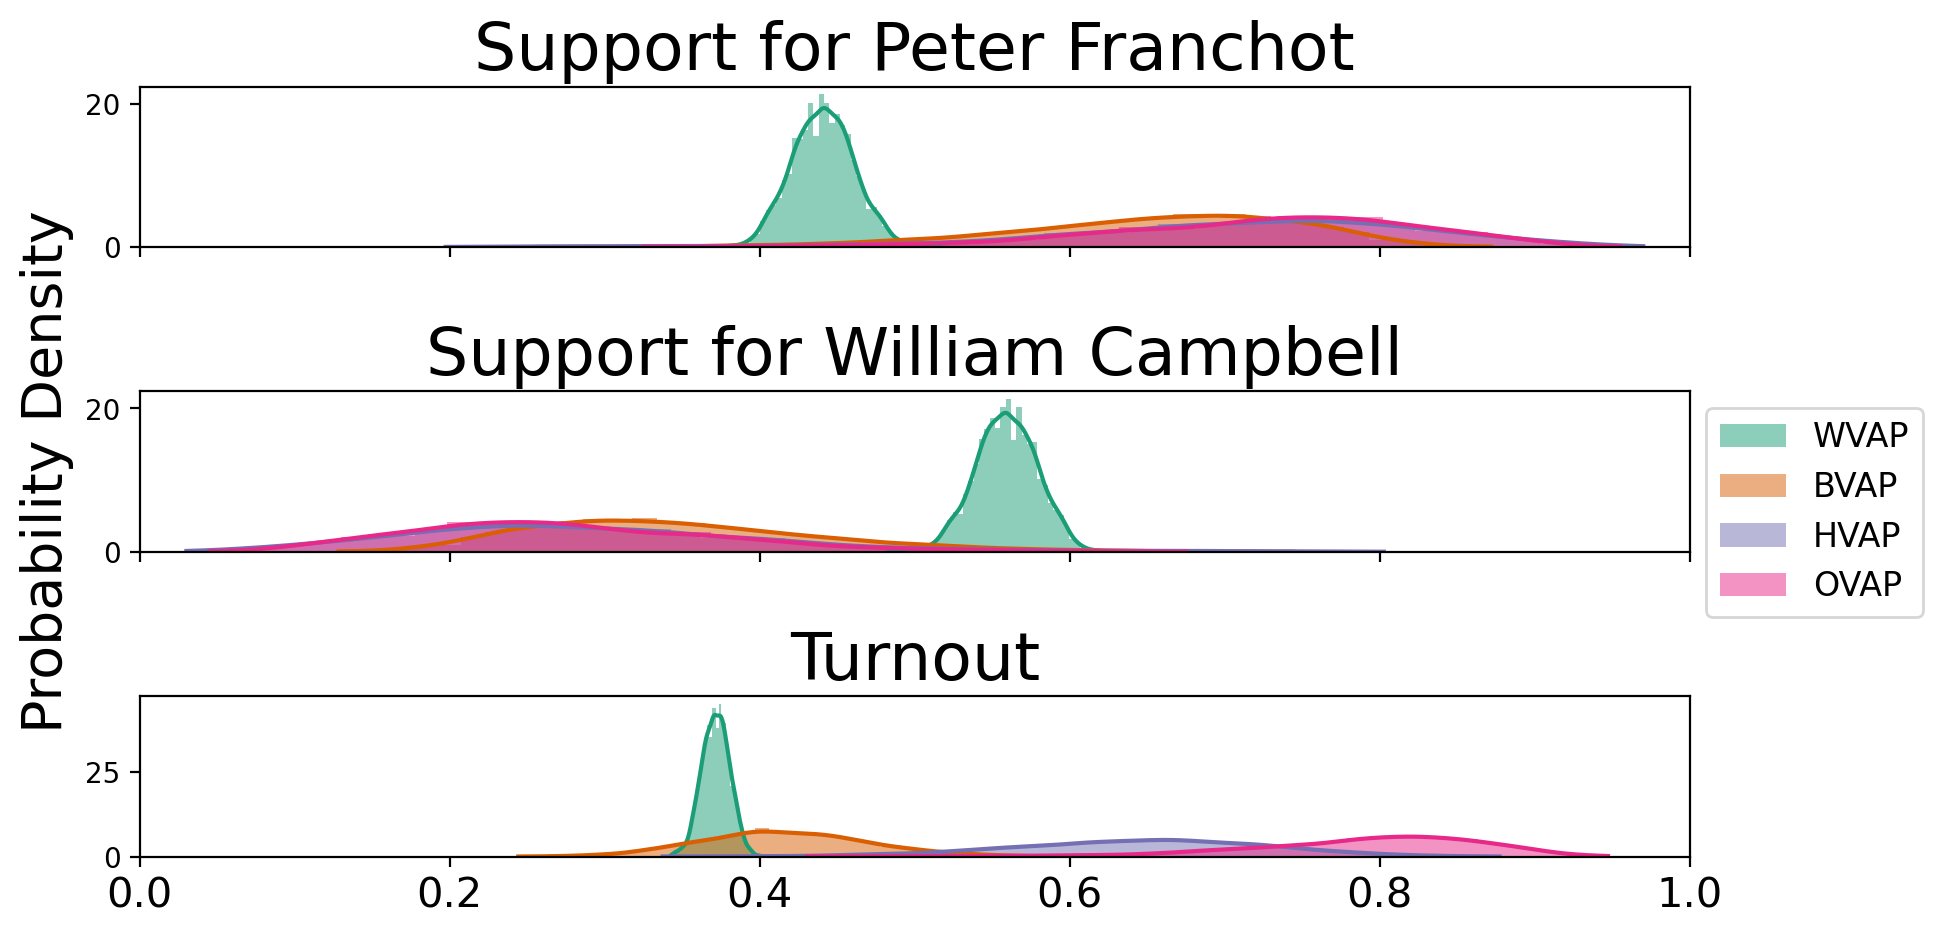 Support for Peter Franchot
20
0
Support for William Campbell
20
0
Probability Density
WVAP
BVAP
HVAP
OVAP
Turnout
25
0
0.0 0.2 0.4 0.6 0.8 1.0